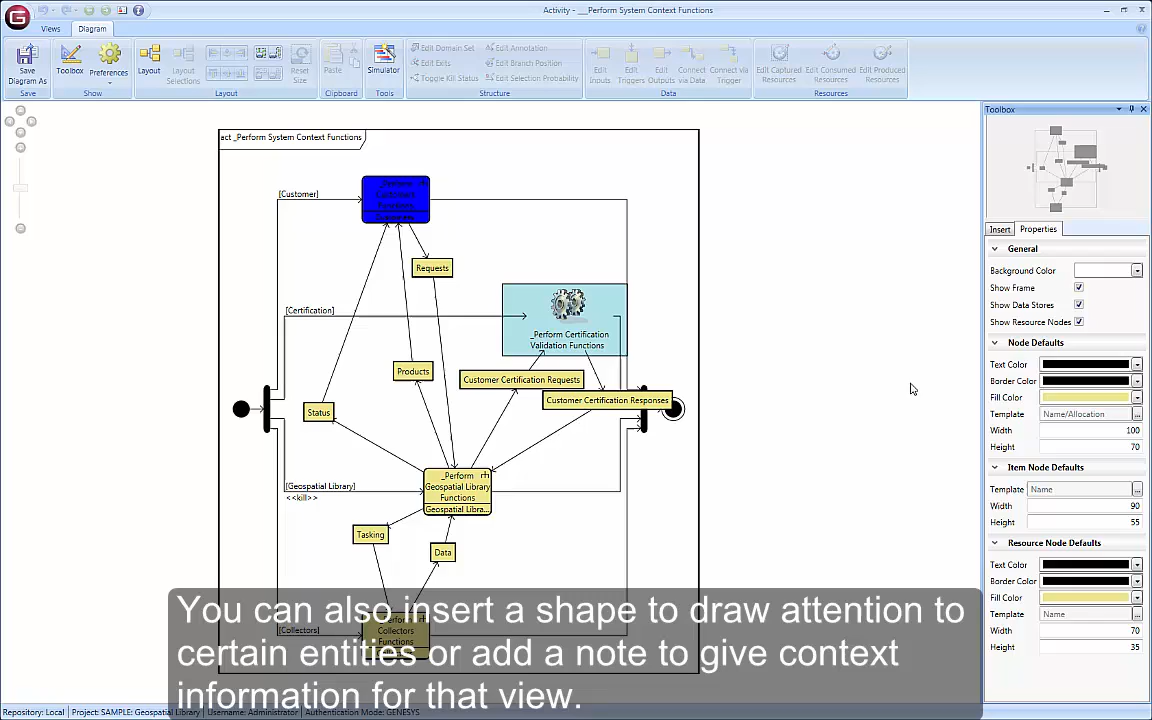 Activity - ___Perform System Context Functions
Views
Diagram
Save Diagram As
Save
Toolbox
Preferences
Show
Layout
Layout Selections
Reset Size
Layout
Paste
Clipboard
Simulator
Tools
Edit Domain Set
Edit Exits
Toggle Kill Status
Edit Annotation
Edit Branch Position
Edit Selection Probability
Structure
Edit Inputs
Edit Triggers
Edit Outputs
Connect via Data
Connect via Trigger
Data
Edit Captured Resources
Edit Consumed Resources
Edit Produced Resources
Resources
act _Perform System Context Functions
[Customer]
Requests
[Certification]
_Perform Certification
Validation Functions
Products
Customer Certification Requests
Customer Certification Responses
Status
_Perform
Geospatial Library
Functions
Geospatial Libra...
[Geospatial Library]
<<kill>>
Tasking
Data
[Collectors]
Collectors
Functions
Toolbox
Insert
Properties
General
Background Color
Show Frame
Show Data Stores
Show Resource Nodes
Node Defaults
Text Color
Border Color
Fill Color
Template Name/Allocation ...
Width 100
Height 70
Item Node Defaults
Template Name ...
Width 90
Height 55
Resource Node Defaults
Text Color
Border Color
Fill Color
Template Name ...
Width 70
Height 35
You can also insert a shape to draw attention to
certain entities or add a note to give context
information for that view.
Repository: Local Project: SAMPLE: Geospatial Library Username: Administrator Authentication Mode: GENESYS